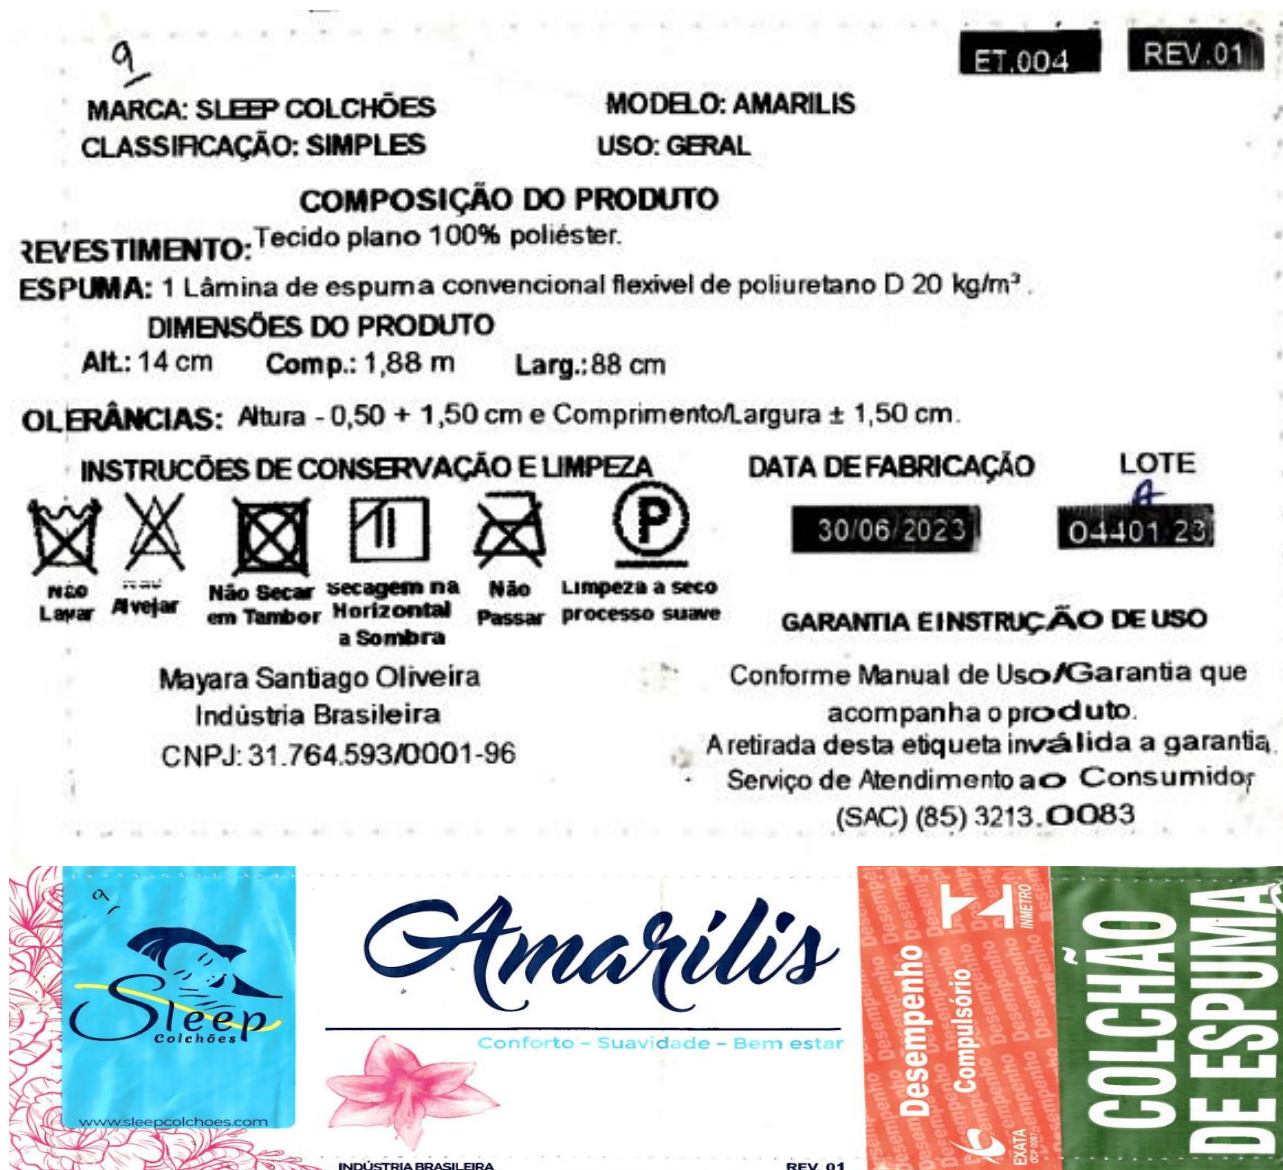 9
ET.004 REV.01
MARCA: SLEEP COLCHÕES MODELO: AMARILIS
CLASSIFICAÇÃO: SIMPLES USO: GERAL
COMPOSIÇÃO DO PRODUTO
REVESTIMENTO: Tecido plano 100% poliéster.
ESPUMA: 1 Lâmina de espuma convencional flexivel de poliuretano D 20 kg/m³.
DIMENSÕES DO PRODUTO
Alt.: 14 cm Comp.: 1,88 m Larg.: 88 cm
OLERÂNCIAS: Altura - 0,50 + 1,50 cm e Comprimento/Largura ± 1,50 cm.
INSTRUCÕES DE CONSERVAÇÃO E LIMPEZA DATA DE FABRICAÇÃO LOTE
A
30/06/2023 04401/23
P
Não Lavar
Alvejar
Não Secar em Tambor
Secagem na Horizontal a Sombra
Não Passar
Limpeza a seco processo suave
GARANTIA E INSTRUÇÃO DE USO
Mayara Santiago Oliveira
Indústria Brasileira
CNPJ: 31.764.593/0001-96
Conforme Manual de Uso/Garantia que
acompanha o produto.
A retirada desta etiqueta inválida a garantia.
Serviço de Atendimento ao Consumidor
(SAC) (85) 3213.0083
9
Sleep
Colchões
www.sleepcolchoes.com
Amarílis
Conforto - Suavidade - Bem estar
INDÚSTRIA BRASILEIRA REV. 01
Desempenho
Compulsório
INMETRO
EXATA
OCP 0097
COLCHÃO
DE ESPUMA